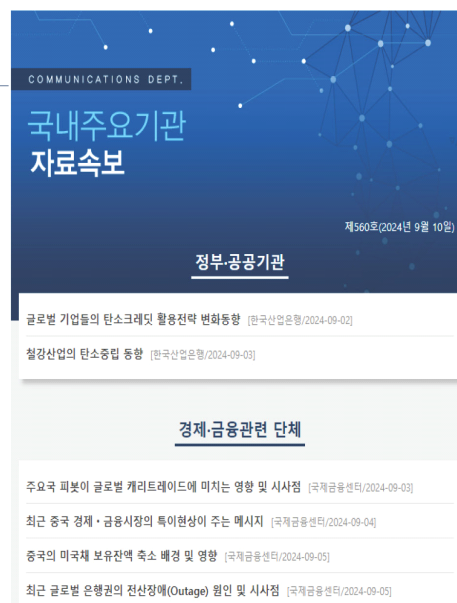 COMMUNICATIONS DEPT.
국내주요기관
자료속보
제560호(2024년 9월 10일)
정부·공공기관
글로벌 기업들의 탄소크레딧 활용전략 변화동향 [한국산업은행/2024-09-02]
철강산업의 탄소중립 동향 [한국산업은행/2024-09-03]
경제·금융관련 단체
주요국 피봇이 글로벌 캐리트레이드에 미치는 영향 및 시사점 [국제금융센터/2024-09-03]
최근 중국 경제·금융시장의 특이현상이 주는 메시지 [국제금융센터/2024-09-04]
중국의 미국채 보유잔액 축소 배경 및 영향 [국제금융센터/2024-09-05]
최근 글로벌 은행권의 전산장애(Outage) 원인 및 시사점 [국제금융센터/2024-09-05]